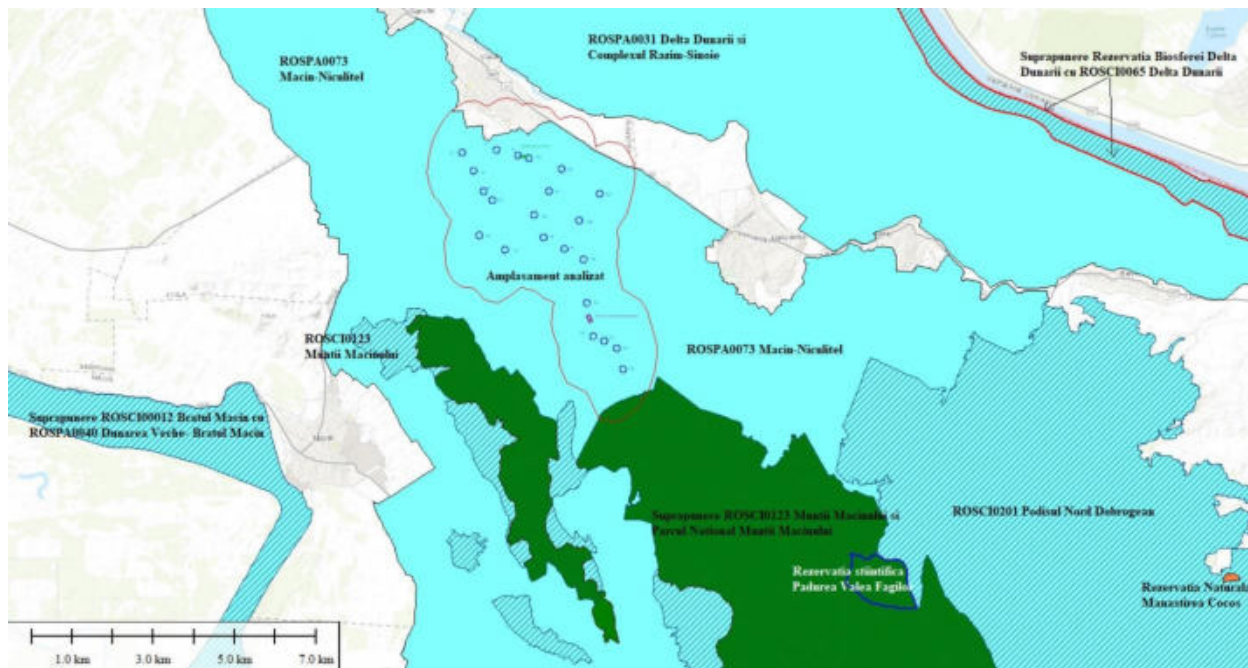 ROSPA0031 Delta Dunarii si
Complexul Razim-Sinoie
ROSPA0073
Macin-Niculitel
Suprapunere Rezervatia Biosferei Delta
Dunarii cu ROSCI0065 Delta Dunarii
Amplasament analizat
ROSCI0123
Muntii Macinului
ROSPA0073 Macin-Niculitel
Suprapunere ROSCI00012 Bratul Macin cu
ROSPA0040 Dunarea Veche- Bratul Macin
Suprapunere ROSCI0123 Muntii Macinului si
Parcul National Muntii Macinului
ROSCI0201 Podisul Nord Dobrogean
Rezervatia stiintifica
Padurea Valea Fagilor
Rezervatia Naturala
Manastirea Cocos
1.0 km 3.0 km 5.0 km 7.0 km